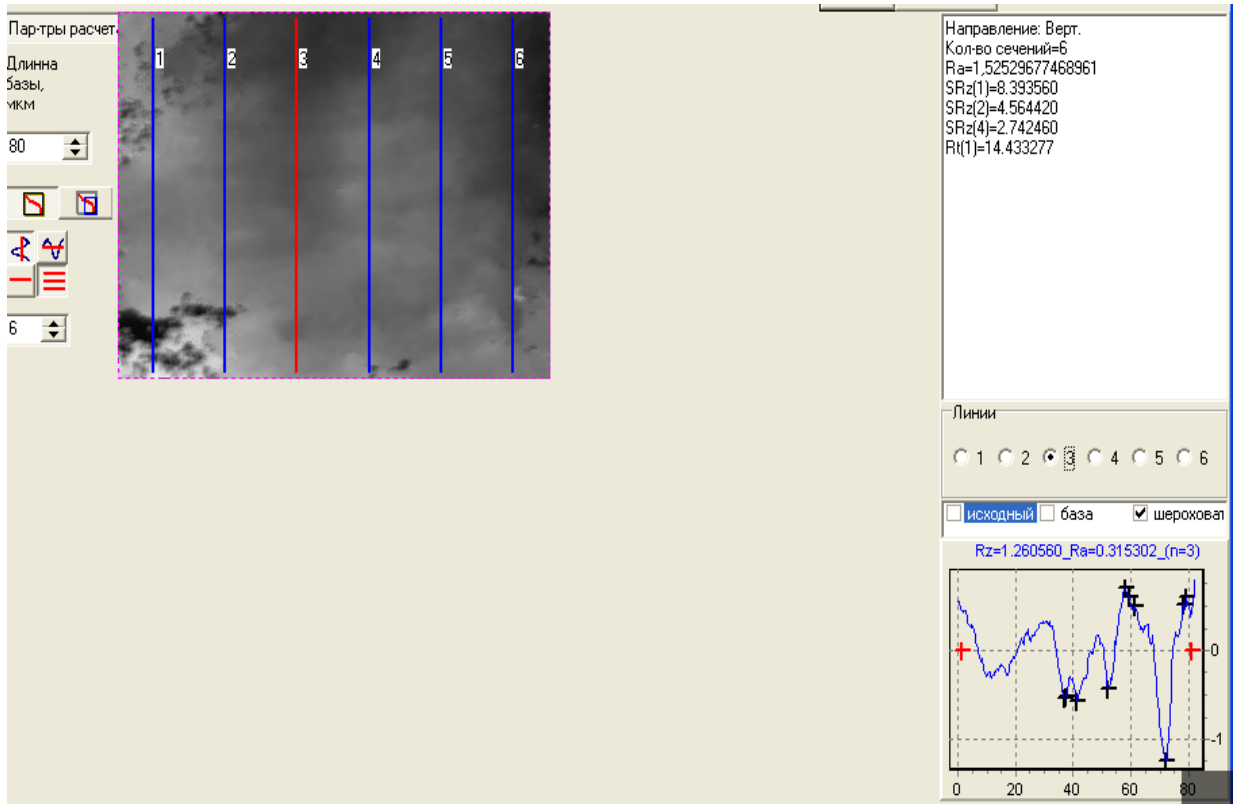 Пар-тры расчет
Длинна
базы,
мкм
80
6
1 2 3 4 5 6
Направление: Верт.
Кол-во сечений=6
Ra=1,52529677468961
SRz(1)=8.393560
SRz(2)=4.564420
SRz(4)=2.742460
Rt(1)=14.433277
Линии
1 2 3 4 5 6
исходный база шероховат
Rz=1.260560_Ra=0.315302_(n=3)
0
-1
0 20 40 60 80